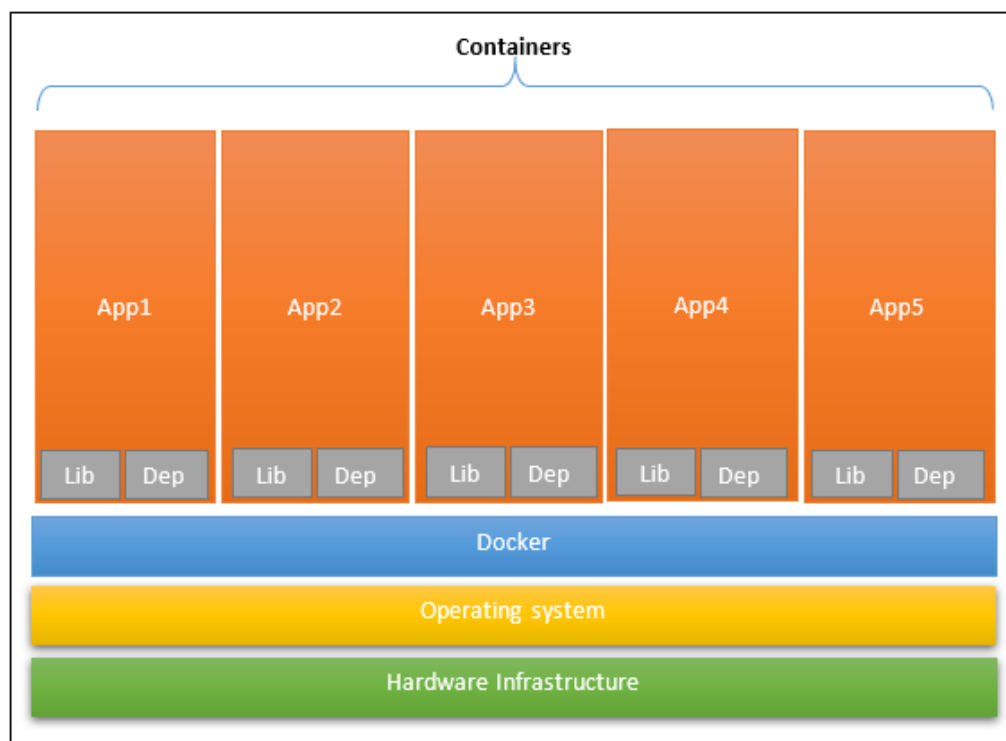 Containers
App1
App2
App3
App4
App5
Lib Dep
Lib Dep
Lib Dep
Lib Dep
Lib Dep
Docker
Operating system
Hardware Infrastructure